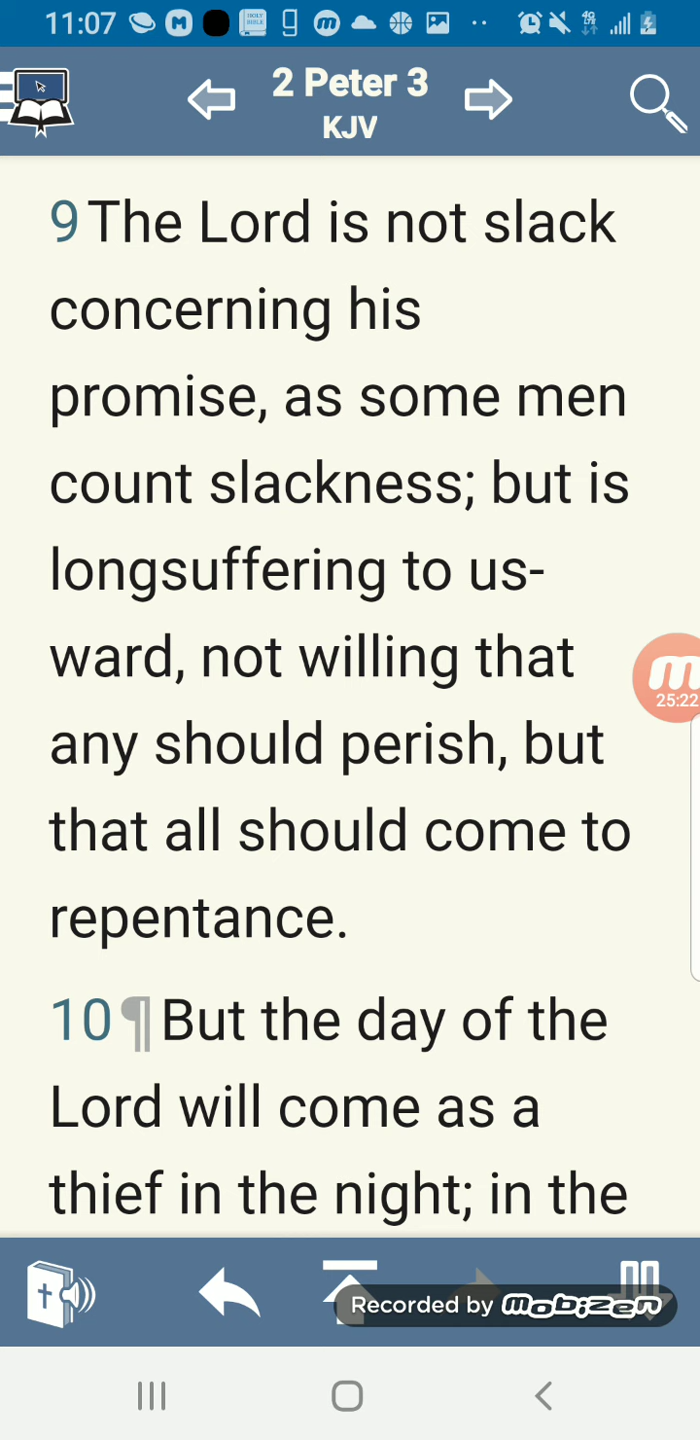 11:07
2 Peter 3
KJV
9 The Lord is not slack
concerning his
promise, as some men
count slackness; but is
longsuffering to us-
ward, not willing that
any should perish, but
that all should come to
repentance.
25:22
10 ¶ But the day of the
Lord will come as a
thief in the night; in the
Recorded by mobizen